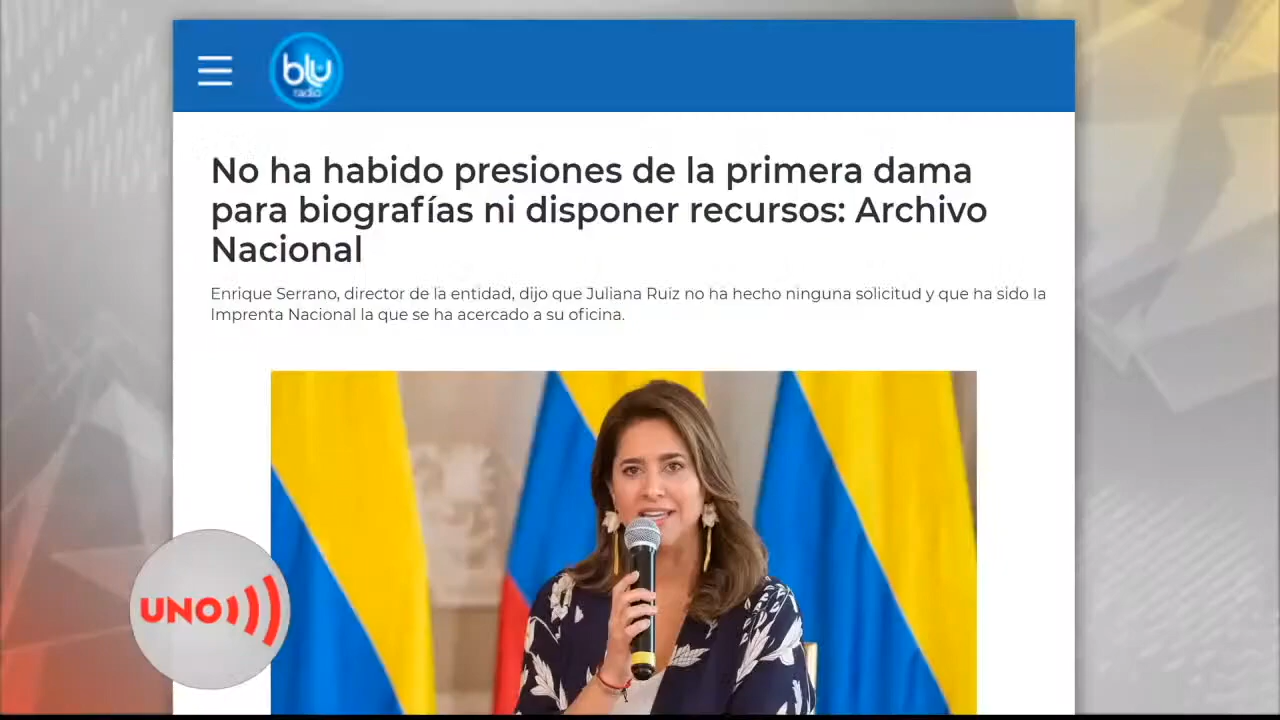 blu
radio
No ha habido presiones de la primera dama
para biografías ni disponer recursos: Archivo
Nacional
Enrique Serrano, director de la entidad, dijo que Juliana Ruiz no ha hecho ninguna solicitud y que ha sido la
Imprenta Nacional la que se ha acercado a su oficina.
UNO